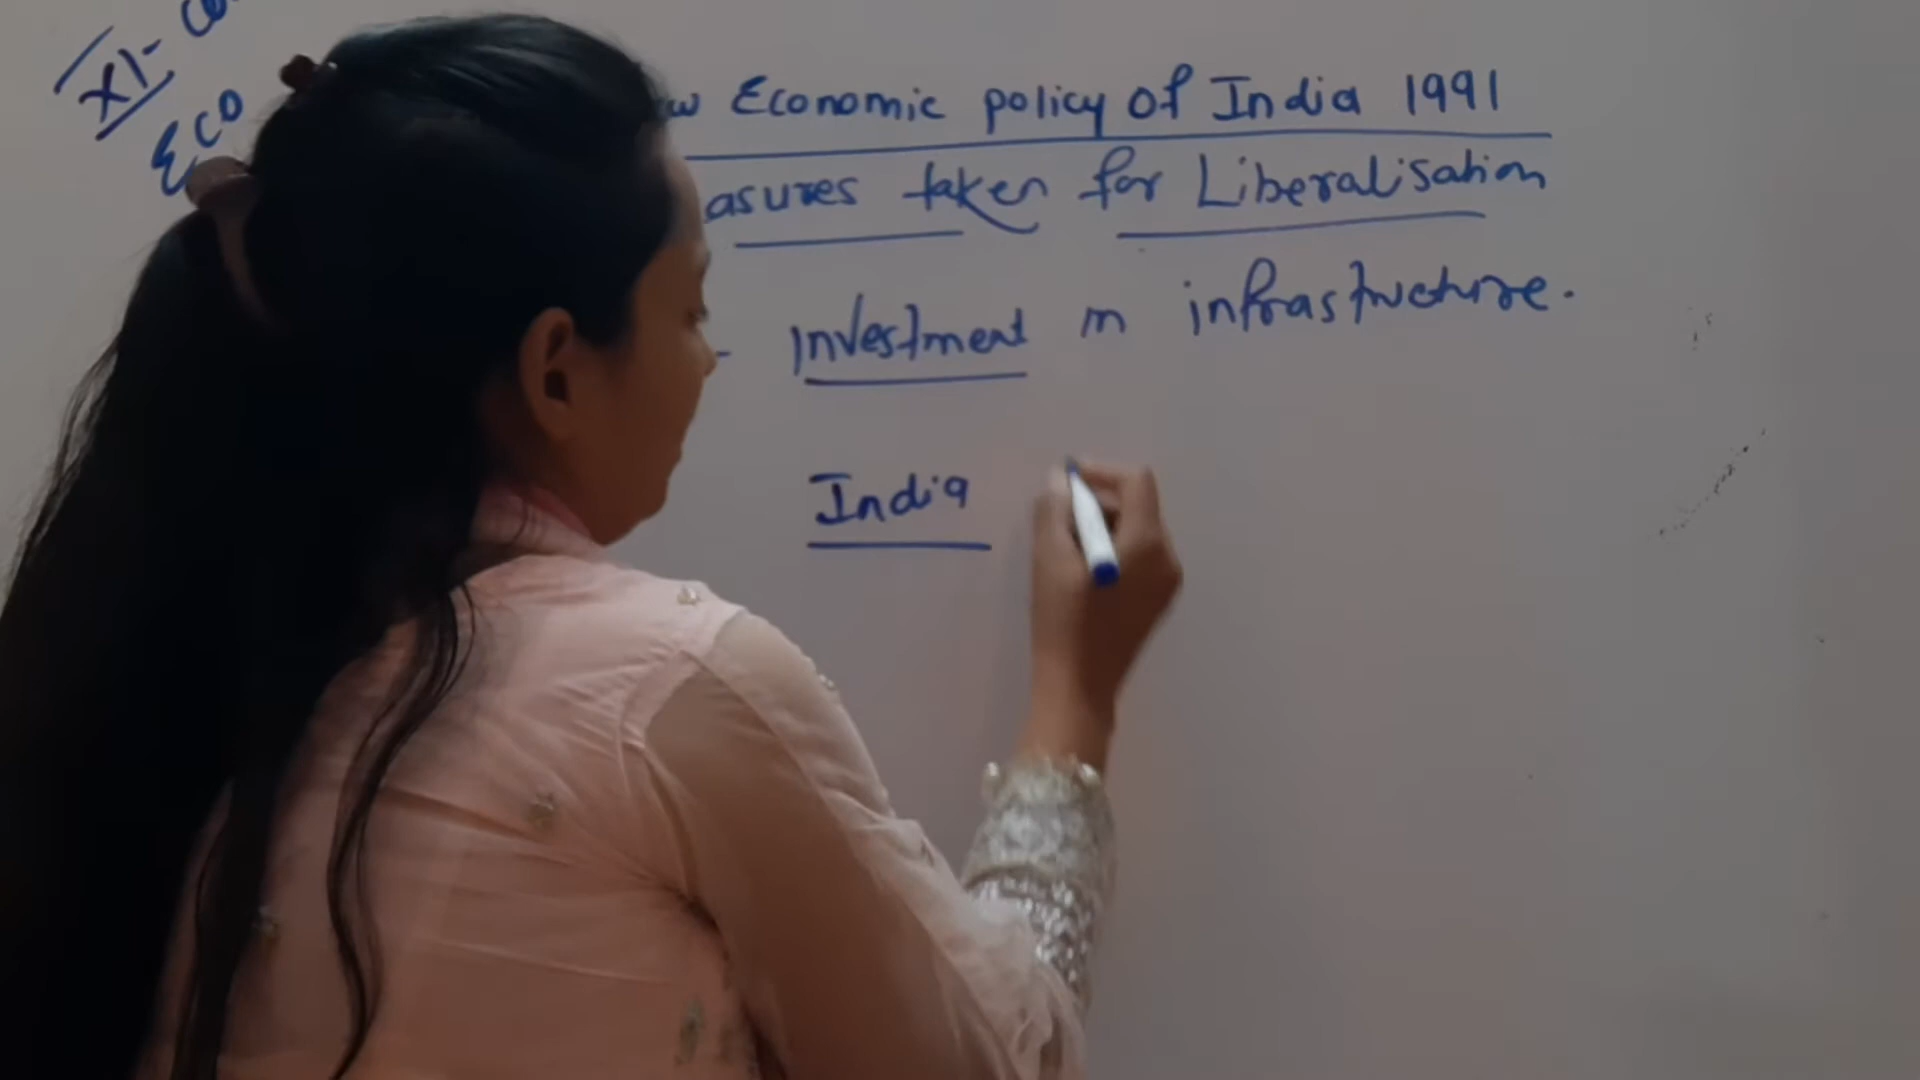 XI-
Eco
w Economic policy of India 1991
asures taken for Liberalisation
- Investment in infrastructure.
India